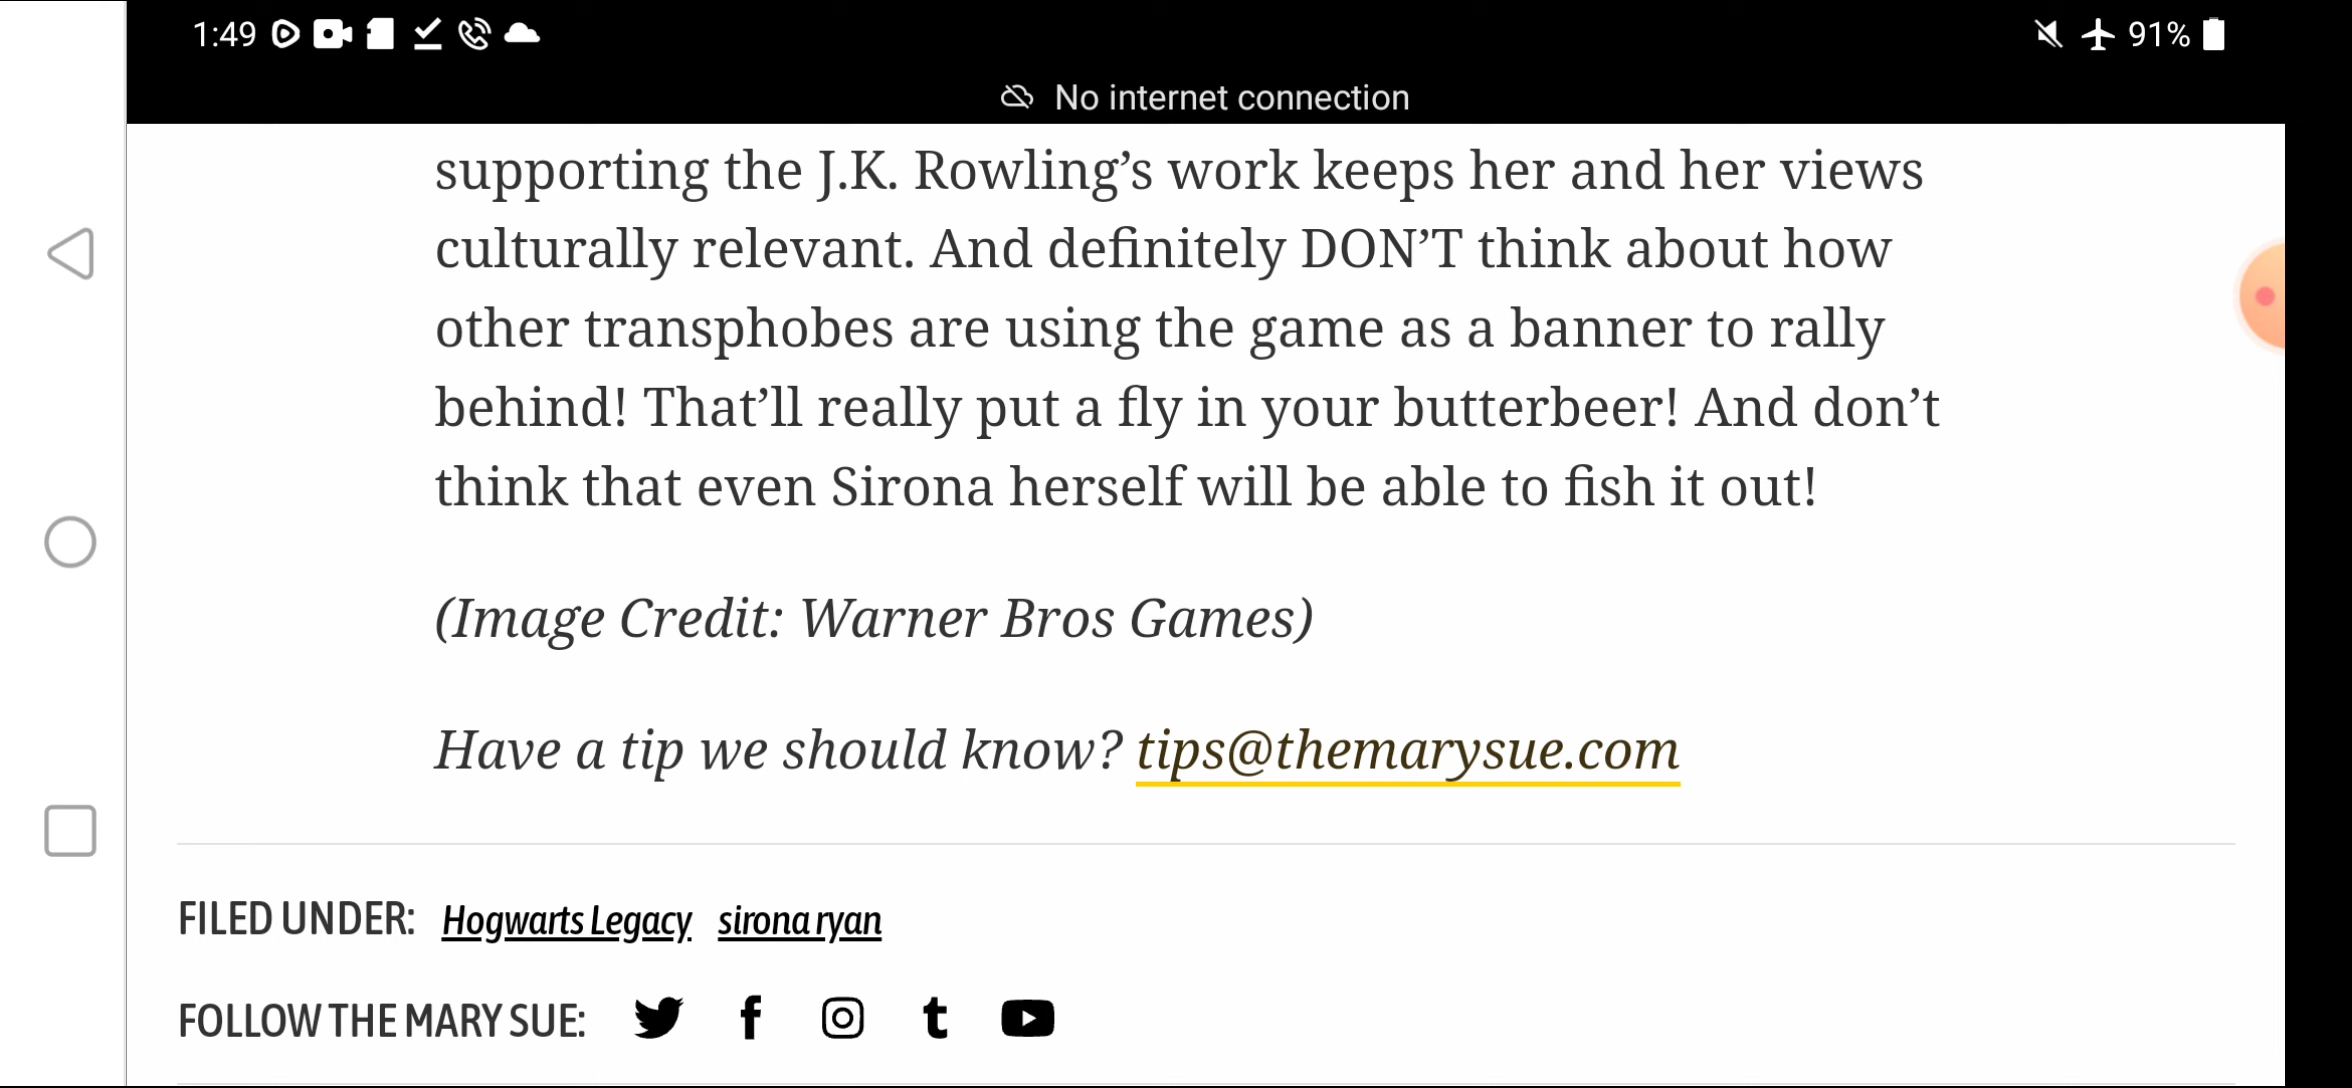 1:49
91%
No internet connection
supporting the J.K. Rowling’s work keeps her and her views
culturally relevant. And definitely DON’T think about how
other transphobes are using the game as a banner to rally
behind! That’ll really put a fly in your butterbeer! And don’t
think that even Sirona herself will be able to fish it out!
(Image Credit: Warner Bros Games)
Have a tip we should know? tips@themarysue.com
FILED UNDER: Hogwarts Legacy sirona ryan
FOLLOW THE MARY SUE: